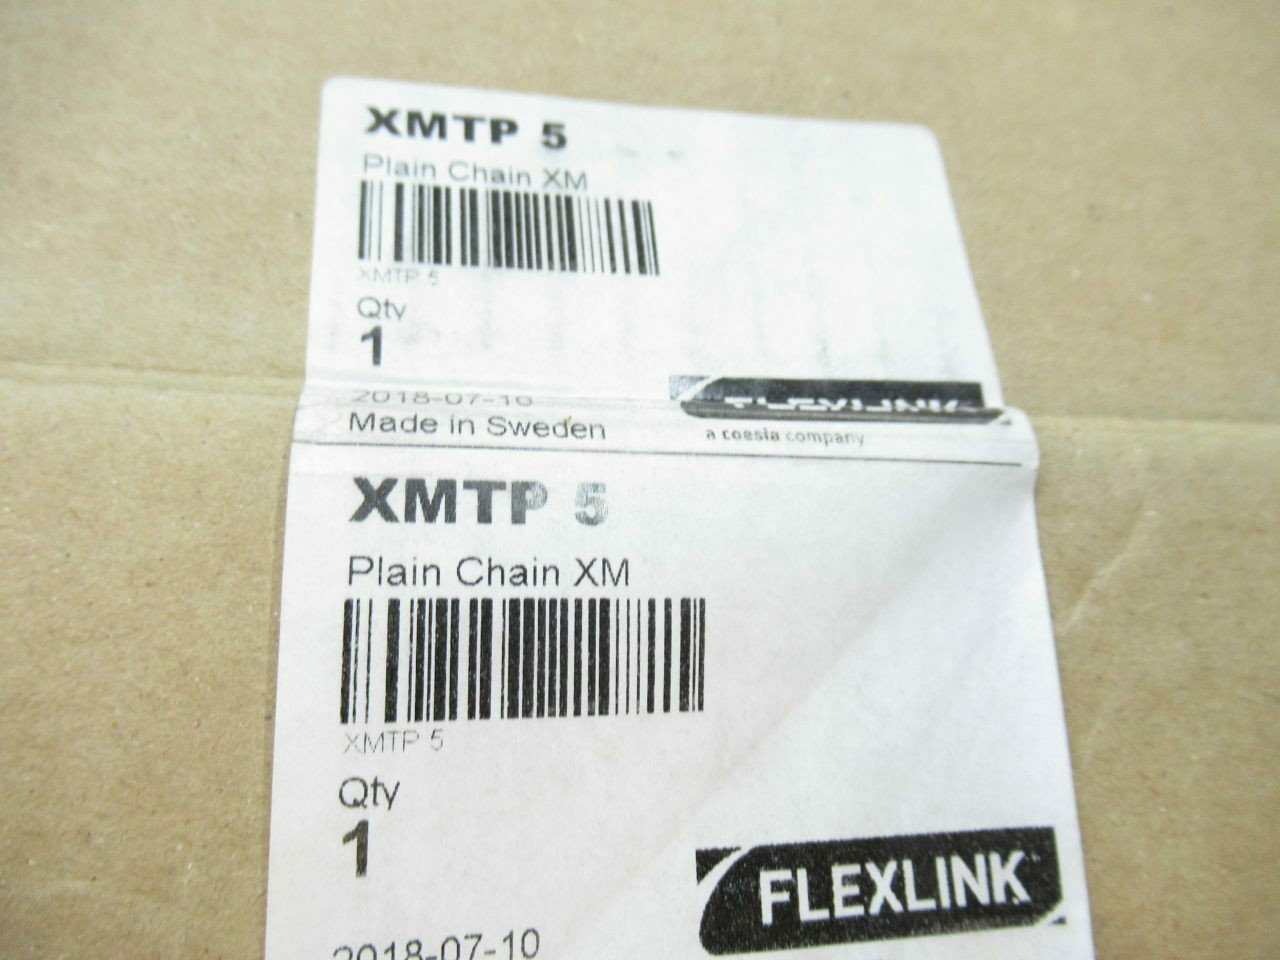 XMTP 5
Plain Chain XM
XMTP 5
Qty
1
2018-07-10
FLEXLINK
Made in Sweden
a coesia company
XMTP 5
Plain Chain XM
XMTP 5
Qty
1
FLEXLINK
2018-07-10